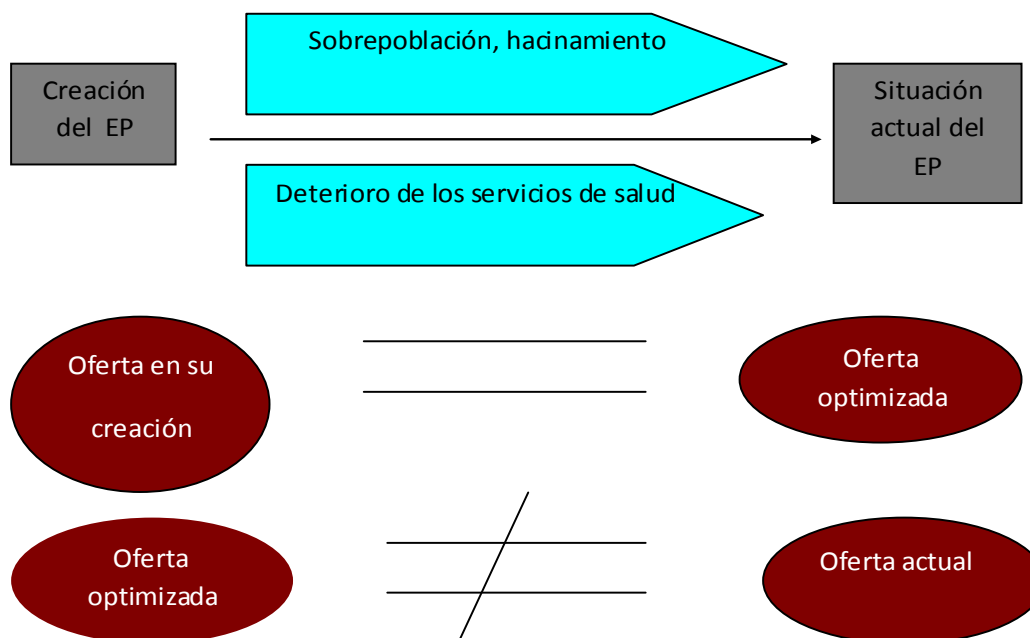 Sobrepoblación, hacinamiento
Creación
del EP
Situación
actual del
EP
Deterioro de los servicios de salud
Oferta en su
creación
Oferta
optimizada
Oferta
optimizada
Oferta actual